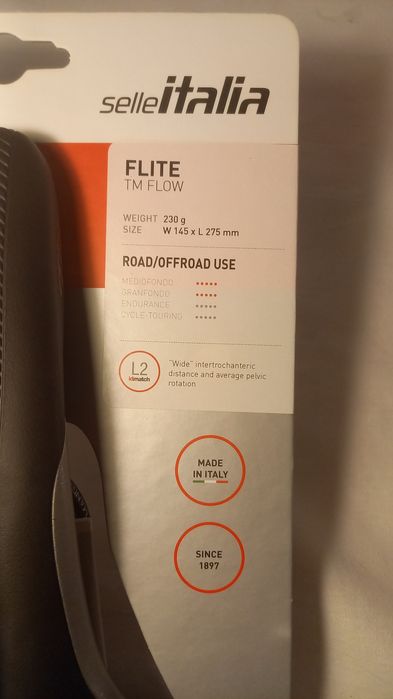 selleitalia
FLITE
TM FLOW
WEIGHT 230 g
SIZE W 145 x L 275 mm
ROAD/OFFROAD USE
MEDIOFONDO
GRANFONDO
ENDURANCE
CYCLE-TOURING
L2
idmatch
"Wide" intertrochanteric
distance and average pelvic
rotation
MADE
IN ITALY
SINCE
1897